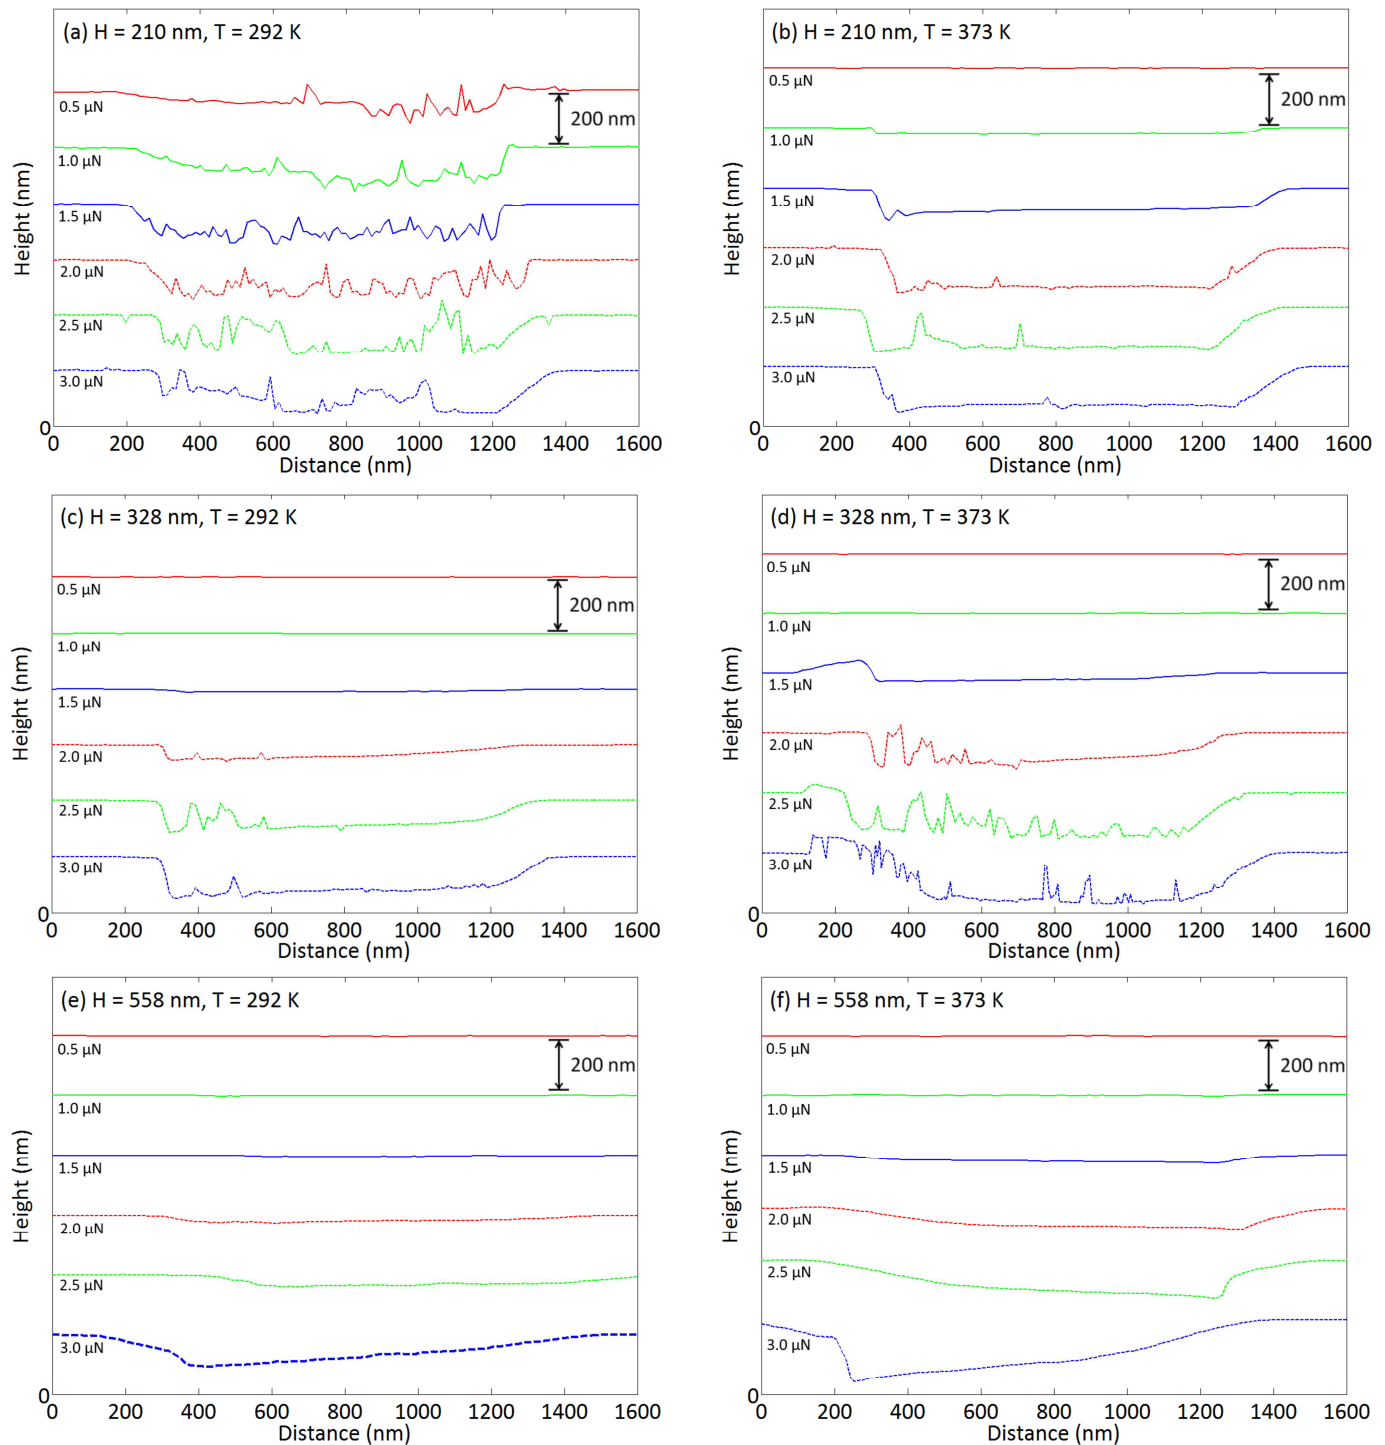 (a) H = 210 nm, T = 292 K
0.5 µN
200 nm
1.0 µN
1.5 µN
2.0 µN
2.5 µN
3.0 µN
Height (nm)
0
0 200 400 600 800 1000 1200 1400 1600
Distance (nm)
(b) H = 210 nm, T = 373 K
0.5 µN
200 nm
1.0 µN
1.5 µN
2.0 µN
2.5 µN
3.0 µN
Height (nm)
0
0 200 400 600 800 1000 1200 1400 1600
Distance (nm)
(c) H = 328 nm, T = 292 K
0.5 µN
200 nm
1.0 µN
1.5 µN
2.0 µN
2.5 µN
3.0 µN
Height (nm)
0
0 200 400 600 800 1000 1200 1400 1600
Distance (nm)
(d) H = 328 nm, T = 373 K
0.5 µN
200 nm
1.0 µN
1.5 µN
2.0 µN
2.5 µN
3.0 µN
Height (nm)
0
0 200 400 600 800 1000 1200 1400 1600
Distance (nm)
(e) H = 558 nm, T = 292 K
0.5 µN
200 nm
1.0 µN
1.5 µN
2.0 µN
2.5 µN
3.0 µN
Height (nm)
0
0 200 400 600 800 1000 1200 1400 1600
Distance (nm)
(f) H = 558 nm, T = 373 K
0.5 µN
200 nm
1.0 µN
1.5 µN
2.0 µN
2.5 µN
3.0 µN
Height (nm)
0
0 200 400 600 800 1000 1200 1400 1600
Distance (nm)